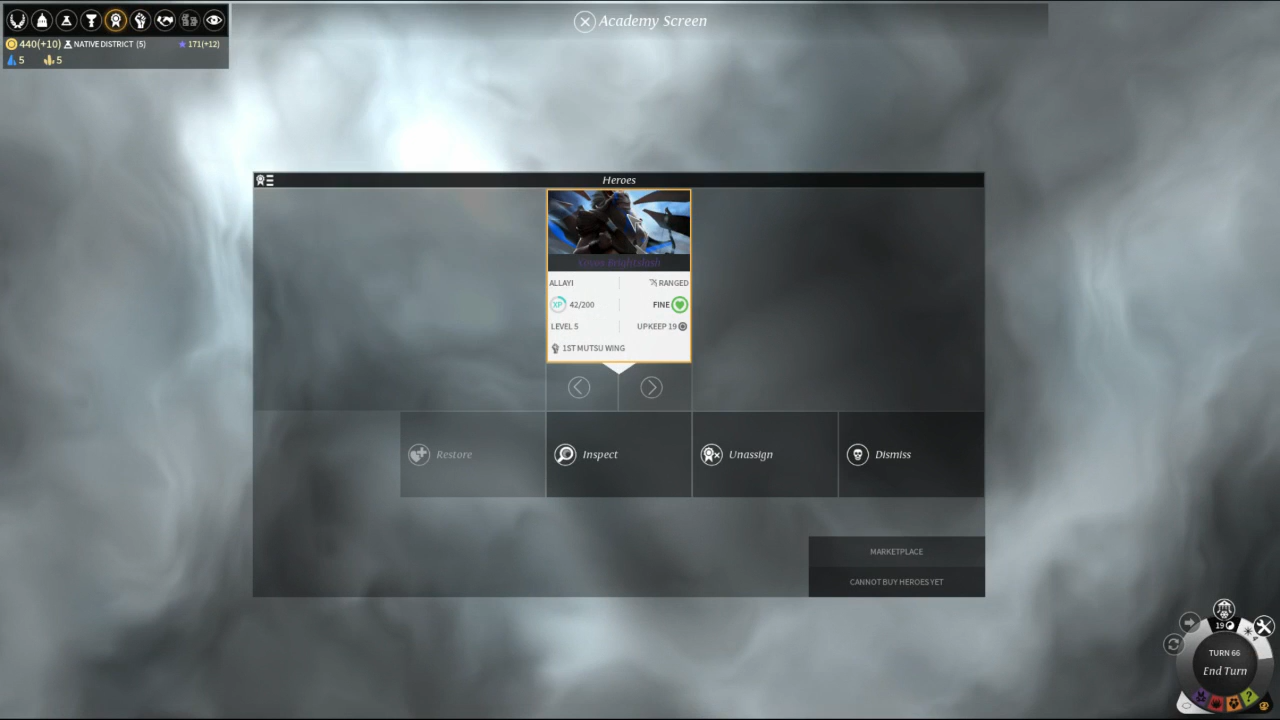 Academy Screen
440(+10) NATIVE DISTRICT (5) 171(+12)
5 5
Heroes
Brightslash
ALLAYI RANGED
XP 42/200 FINE
LEVEL 5 UPKEEP 19
1ST MUTSU WING
Restore Inspect Unassign Dismiss
MARKETPLACE
CANNOT BUY HEROES YET
19
TURN 66
End Turn
?